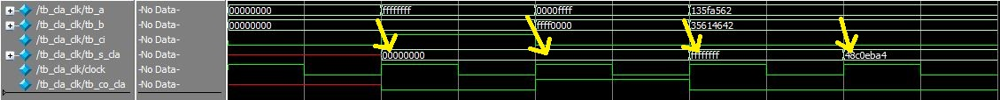 /tb_cla_clk/tb_a -No Data- 00000000 ffffffff 0000ffff 135fa562
/tb_cla_clk/tb_b -No Data- 00000000 ffff0000 35614642
/tb_cla_clk/tb_ci -No Data-
/tb_cla_clk/tb_s_cla -No Data- 00000000 ffffffff 48c0eba4
/tb_cla_clk/clock -No Data-
/tb_cla_clk/tb_co_cla -No Data-